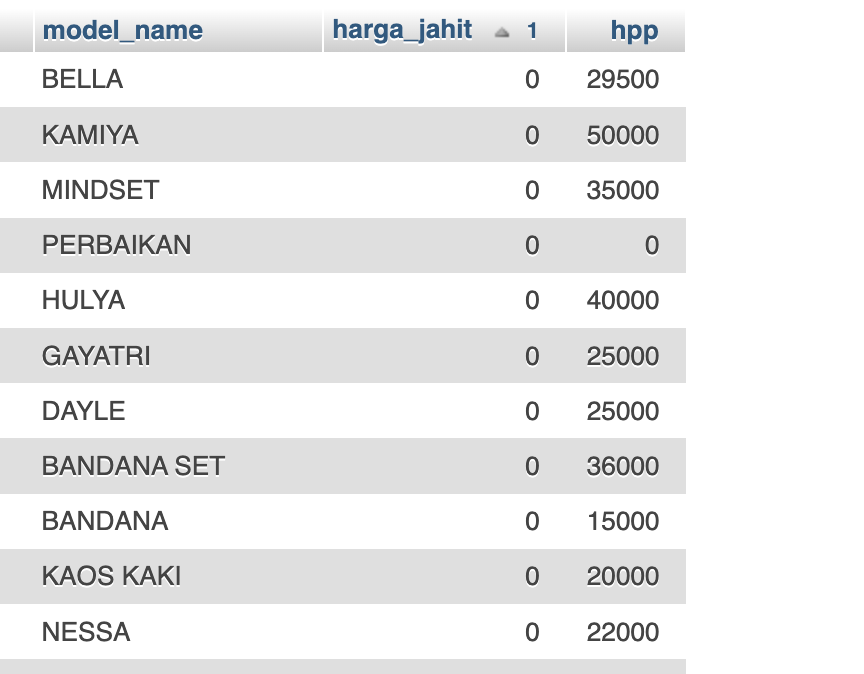 model_name harga_jahit 1 hpp
BELLA 0 29500
KAMIYA 0 50000
MINDSET 0 35000
PERBAIKAN 0 0
HULYA 0 40000
GAYATRI 0 25000
DAYLE 0 25000
BANDANA SET 0 36000
BANDANA 0 15000
KAOS KAKI 0 20000
NESSA 0 22000